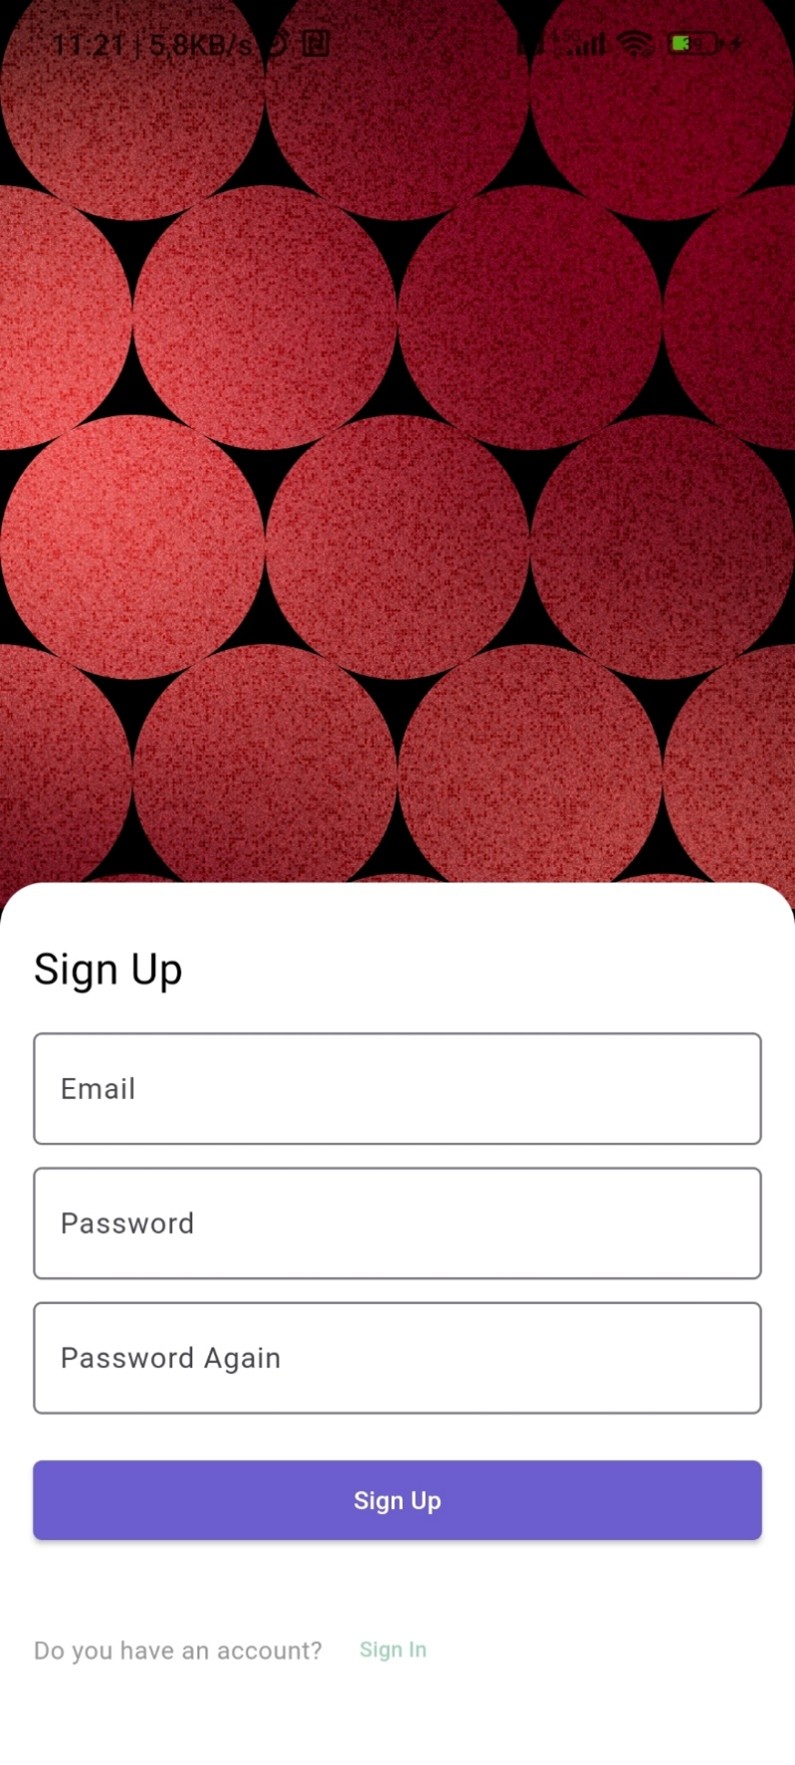 11:21 | 5.8KB/s
Sign Up
Email
Password
Password Again
Sign Up
Do you have an account? Sign In